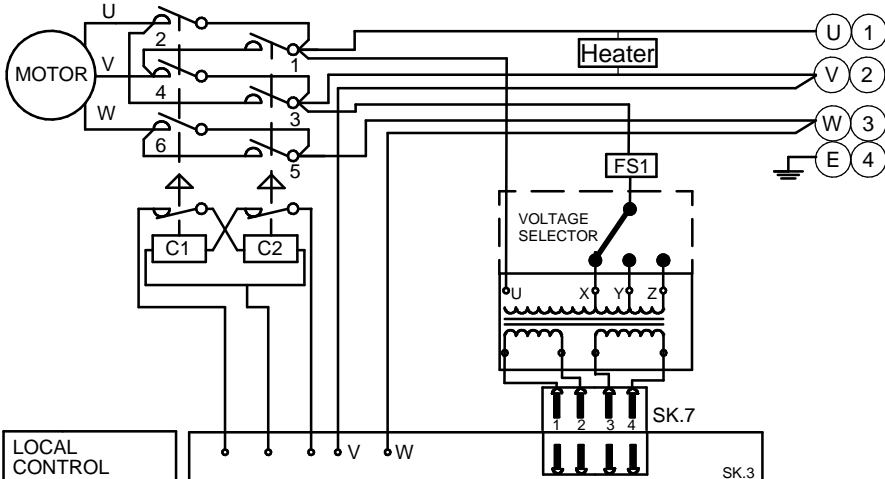 U
2
U 1
1
Heater
MOTOR
V
V 2
4
3
W
W 3
6
5
E 4
FS1
VOLTAGE
SELECTOR
C1
C2
U X Y Z
SK.7
1 2 3 4
LOCAL
CONTROL
V W
SK.3